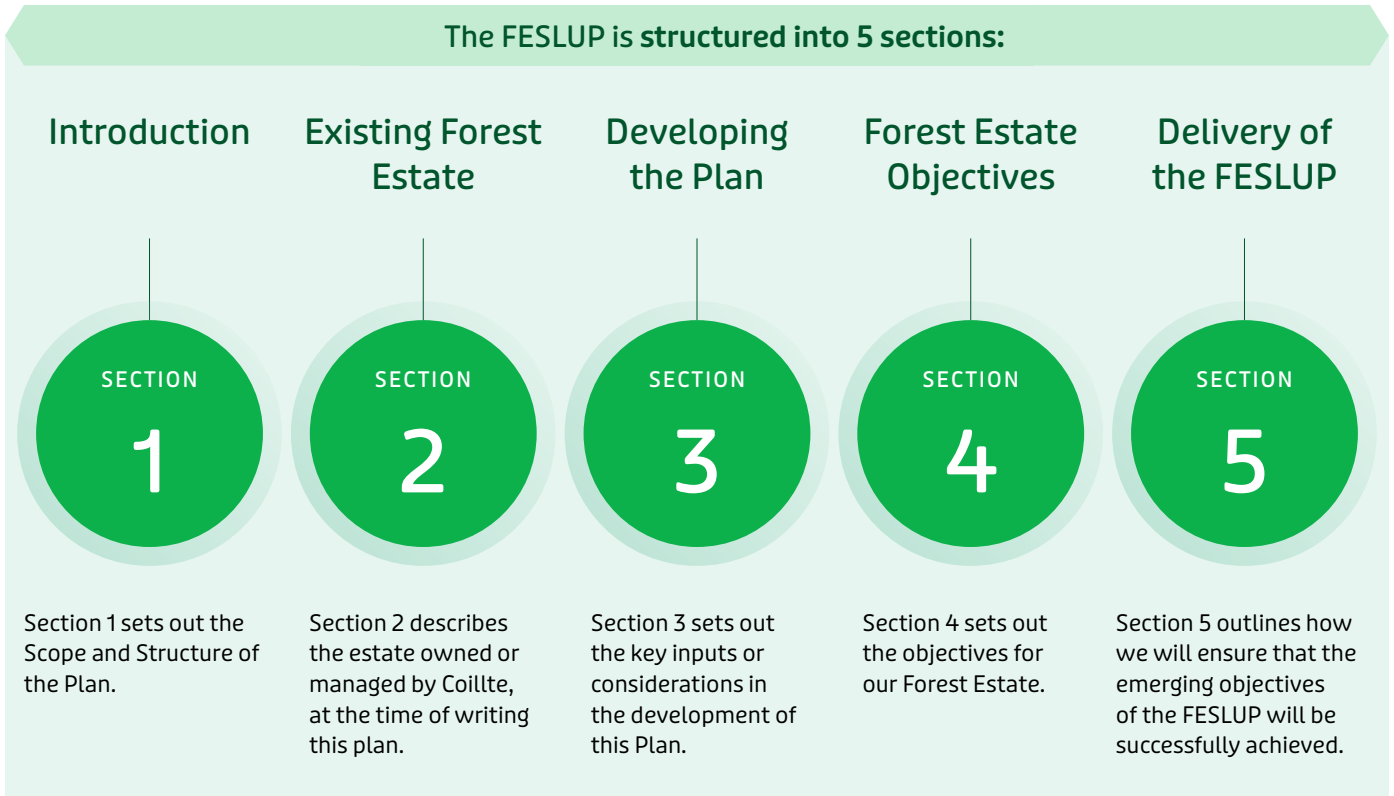 The FESLUP is structured into 5 sections:
Introduction
Existing Forest
Estate
Developing
the Plan
Forest Estate
Objectives
Delivery of
the FESLUP
SECTION
1
SECTION
2
SECTION
3
SECTION
4
SECTION
5
Section 1 sets out the
Scope and Structure of
the Plan.
Section 2 describes
the estate owned or
managed by Coillte,
at the time of writing
this plan.
Section 3 sets out
the key inputs or
considerations in
the development of
this Plan.
Section 4 sets out
the objectives for
our Forest Estate.
Section 5 outlines how
we will ensure that the
emerging objectives
of the FESLUP will be
successfully achieved.